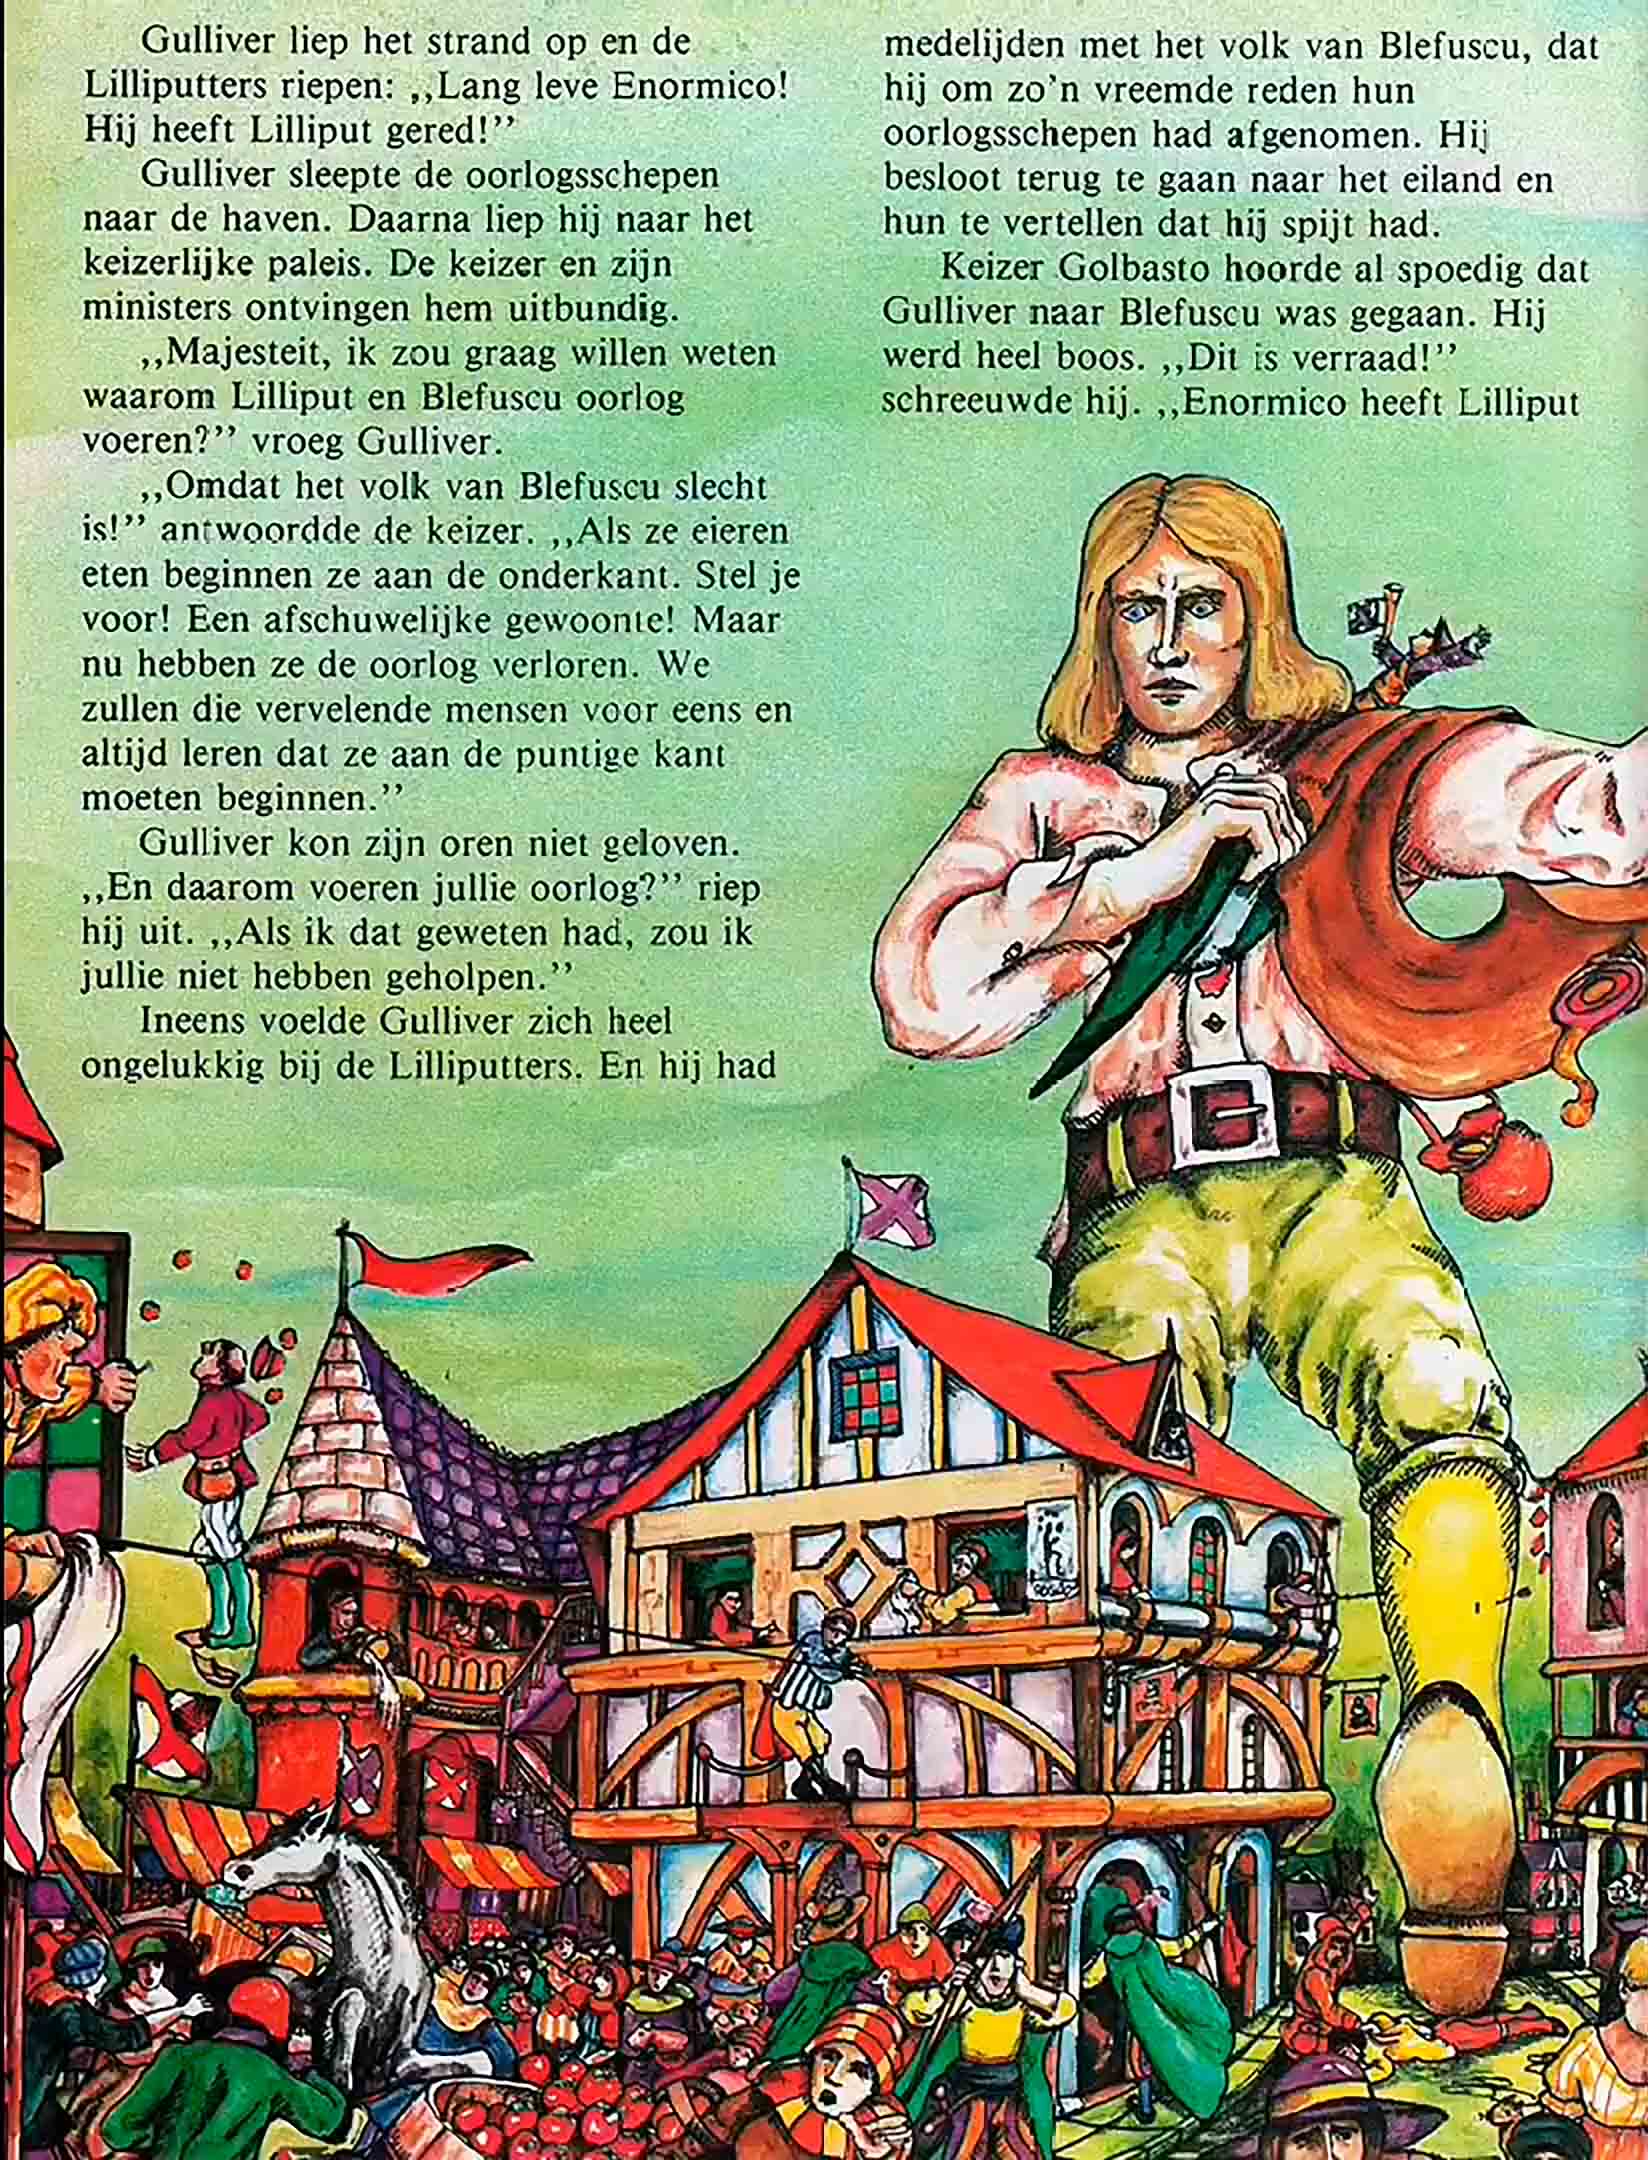 Gulliver liep het strand op en de
Lilliputters riepen: ,,Lang leve Enormico!
Hij heeft Lilliput gered!’’
Gulliver sleepte de oorlogsschepen
naar de haven. Daarna liep hij naar het
keizerlijke paleis. De keizer en zijn
ministers ontvingen hem uitbundig.
,,Majesteit, ik zou graag willen weten
waarom Lilliput en Blefuscu oorlog
voeren?’’ vroeg Gulliver.
,,Omdat het volk van Blefuscu slecht
is!’’ antwoordde de keizer. ,,Als ze eieren
eten beginnen ze aan de onderkant. Stel je
voor! Een afschuwelijke gewoonte! Maar
nu hebben ze de oorlog verloren. We
zullen die vervelende mensen voor eens en
altijd leren dat ze aan de puntige kant
moeten beginnen.’’
Gulliver kon zijn oren niet geloven.
,,En daarom voeren jullie oorlog?’’ riep
hij uit. ,,Als ik dat geweten had, zou ik
jullie niet hebben geholpen.’’
Ineens voelde Gulliver zich heel
ongelukkig bij de Lilliputters. En hij had
medelijden met het volk van Blefuscu, dat
hij om zo’n vreemde reden hun
oorlogsschepen had afgenomen. Hij
besloot terug te gaan naar het eiland en
hun te vertellen dat hij spijt had.
Keizer Golbasto hoorde al spoedig dat
Gulliver naar Blefuscu was gegaan. Hij
werd heel boos. ,,Dit is verraad!’’
schreeuwde hij. ,,Enormico heeft Lilliput